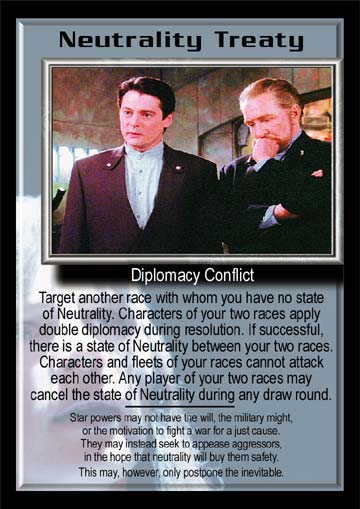 Neutrality Treaty
Diplomacy Conflict
Target another race with whom you have no state
of Neutrality. Characters of your two races apply
double diplomacy during resolution. If successful,
there is a state of Neutrality between your two races.
Characters and fleets of your races cannot attack
each other. Any player of your two races may
cancel the state of Neutrality during any draw round.
Star powers may not have the will, the military might,
or the motivation to fight a war for a just cause.
They may instead seek to appease aggressors,
in the hope that neutrality will buy them safety.
This may, however, only postpone the inevitable.